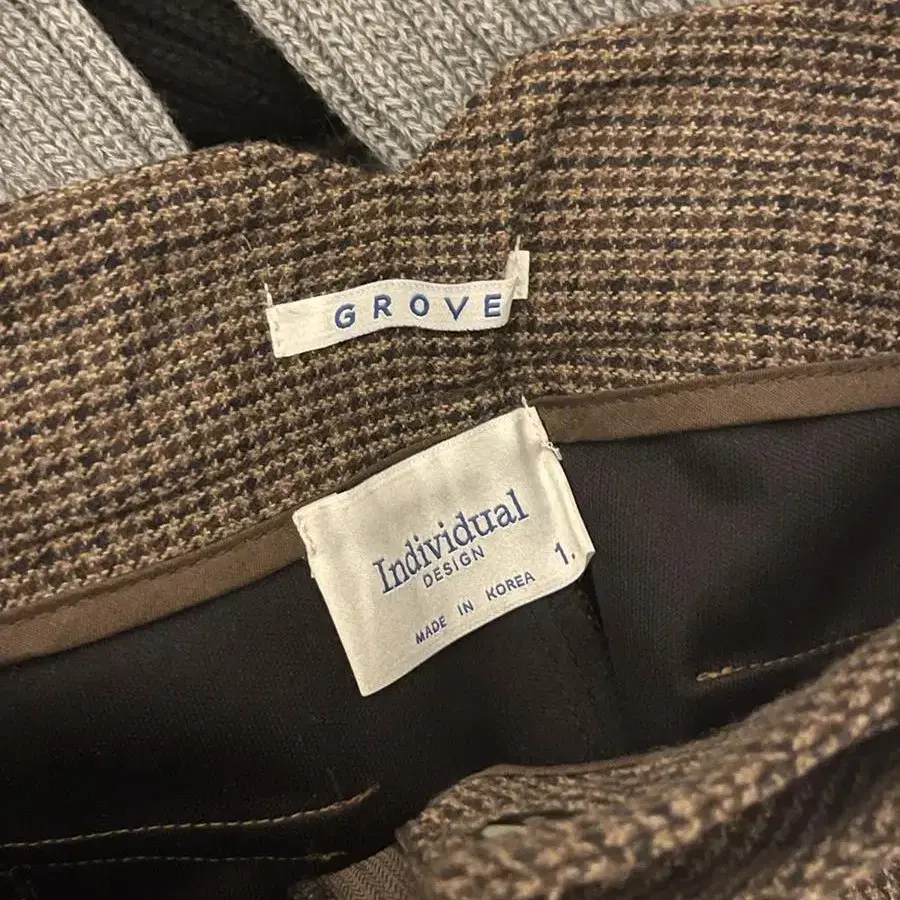 GROVE
Individual
DESIGN
MADE IN KOREA 1.